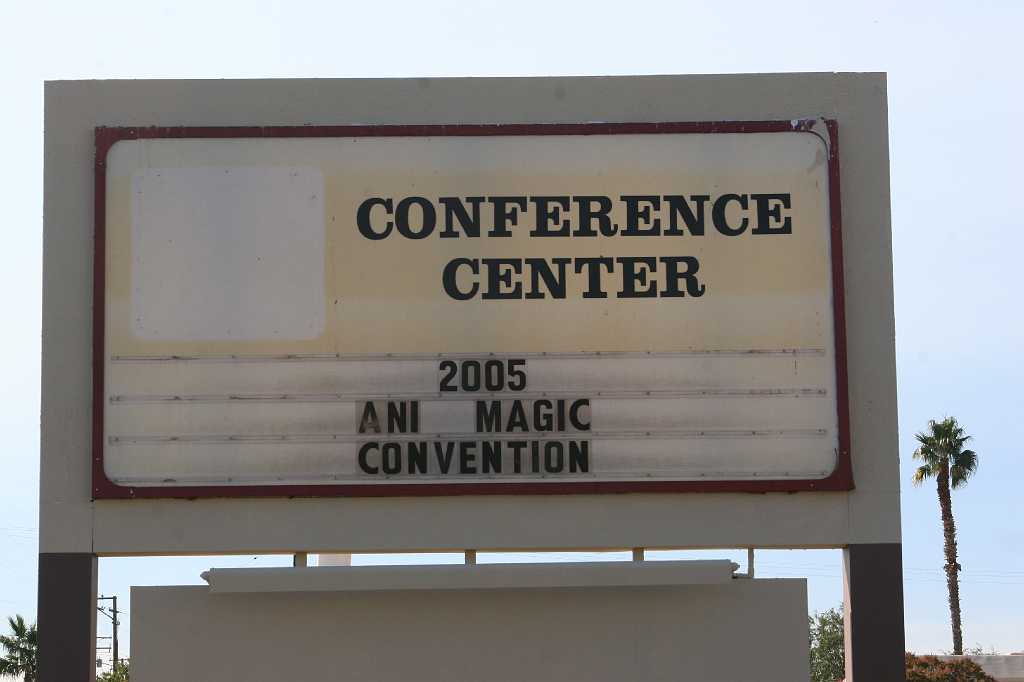 CONFERENCE
CENTER
2005
ANI MAGIC
CONVENTION